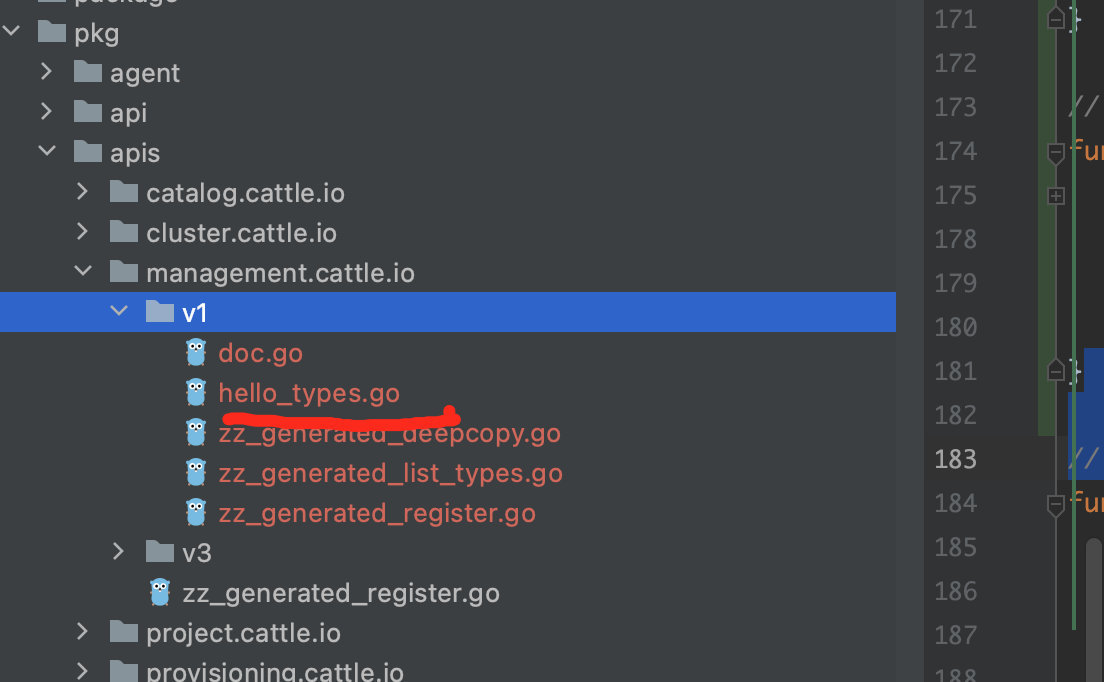 package
pkg
agent
api
apis
catalog.cattle.io
cluster.cattle.io
management.cattle.io
v1
doc.go
hello_types.go
zz_generated_deepcopy.go
zz_generated_list_types.go
zz_generated_register.go
v3
zz_generated_register.go
project.cattle.io
provisioning.cattle.io
171 }
172
173 //
174 fun
175
178
179
180
181 }
182
183 //
184 fun
185
186
187
188